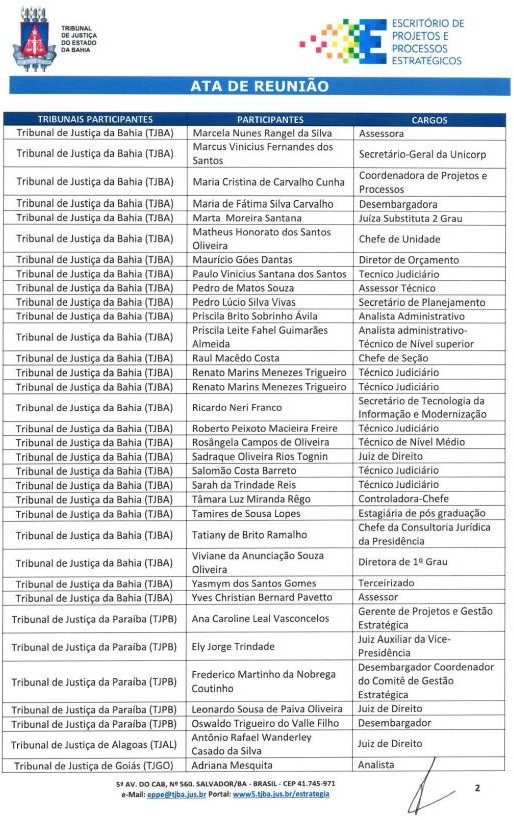 TRIBUNAL
DE JUSTIÇA
DO ESTADO
DA BAHIA
ESCRITÓRIO DE
PROJETOS E
PROCESSOS
ESTRATÉGICOS
ATA DE REUNIÃO
TRIBUNAIS PARTICIPANTES PARTICIPANTES CARGOS
Tribunal de Justiça da Bahia (TJBA) Marcela Nunes Rangel da Silva Assessora
Tribunal de Justiça da Bahia (TJBA) Marcus Vinicius Fernandes dos
Santos Secretário-Geral da Unicorp
Tribunal de Justiça da Bahia (TJBA) Maria Cristina de Carvalho Cunha Coordenadora de Projetos e
Processos
Tribunal de Justiça da Bahia (TJBA) Maria de Fátima Silva Carvalho Desembargadora
Tribunal de Justiça da Bahia (TJBA) Marta Moreira Santana Juíza Substituta 2 Grau
Tribunal de Justiça da Bahia (TJBA) Matheus Honorato dos Santos
Oliveira Chefe de Unidade
Tribunal de Justiça da Bahia (TJBA) Maurício Góes Dantas Diretor de Orçamento
Tribunal de Justiça da Bahia (TJBA) Paulo Vinicius Santana dos Santos Tecnico Judiciário
Tribunal de Justiça da Bahia (TJBA) Pedro de Matos Souza Assessor Técnico
Tribunal de Justiça da Bahia (TJBA) Pedro Lúcio Silva Vivas Secretário de Planejamento
Tribunal de Justiça da Bahia (TJBA) Priscila Brito Sobrinho Ávila Analista Administrativo
Tribunal de Justiça da Bahia (TJBA) Priscila Leite Fahel Guimarães
Almeida Analista administrativo-
Técnico de Nível superior
Tribunal de Justiça da Bahia (TJBA) Raul Macêdo Costa Chefe de Seção
Tribunal de Justiça da Bahia (TJBA) Renato Marins Menezes Trigueiro Técnico Judiciário
Tribunal de Justiça da Bahia (TJBA) Renato Marins Menezes Trigueiro Técnico Judiciário
Tribunal de Justiça da Bahia (TJBA) Ricardo Neri Franco Secretário de Tecnologia da
Informação e Modernização
Tribunal de Justiça da Bahia (TJBA) Roberto Peixoto Macieira Freire Técnico Judiciário
Tribunal de Justiça da Bahia (TJBA) Rosângela Campos de Oliveira Técnico de Nível Médio
Tribunal de Justiça da Bahia (TJBA) Sadraque Oliveira Rios Tognin Juiz de Direito
Tribunal de Justiça da Bahia (TJBA) Salomão Costa Barreto Técnico Judiciário
Tribunal de Justiça da Bahia (TJBA) Sarah da Trindade Reis Técnico Judiciário
Tribunal de Justiça da Bahia (TJBA) Tâmara Luz Miranda Rêgo Controladora-Chefe
Tribunal de Justiça da Bahia (TJBA) Tamires de Sousa Lopes Estagiária de pós graduação
Tribunal de Justiça da Bahia (TJBA) Tatiany de Brito Ramalho Chefe da Consultoria Jurídica
da Presidência
Tribunal de Justiça da Bahia (TJBA) Viviane da Anunciação Souza
Oliveira Diretora de 1º Grau
Tribunal de Justiça da Bahia (TJBA) Yasmym dos Santos Gomes Terceirizado
Tribunal de Justiça da Bahia (TJBA) Yves Christian Bernard Pavetto Assessor
Tribunal de Justiça da Paraíba (TJPB) Ana Caroline Leal Vasconcelos Gerente de Projetos e Gestão
Estratégica
Tribunal de Justiça da Paraíba (TJPB) Ely Jorge Trindade Juiz Auxiliar da Vice-
Presidência
Tribunal de Justiça da Paraíba (TJPB) Frederico Martinho da Nobrega
Coutinho Desembargador Coordenador
do Comitê de Gestão
Estratégica
Tribunal de Justiça da Paraíba (TJPB) Leonardo Sousa de Paiva Oliveira Juiz de Direito
Tribunal de Justiça da Paraíba (TJPB) Oswaldo Trigueiro do Valle Filho Desembargador
Tribunal de Justiça de Alagoas (TJAL) Antônio Rafael Wanderley
Casado da Silva Juiz de Direito
Tribunal de Justiça de Goiás (TJGO) Adriana Mesquita Analista
5ª AV. DO CAB, Nº 560. SALVADOR/BA - BRASIL - CEP 41.745-971
e-Mail: eppe@tjba.jus.br Portal: www5.tjba.jus.br/estrategia
2